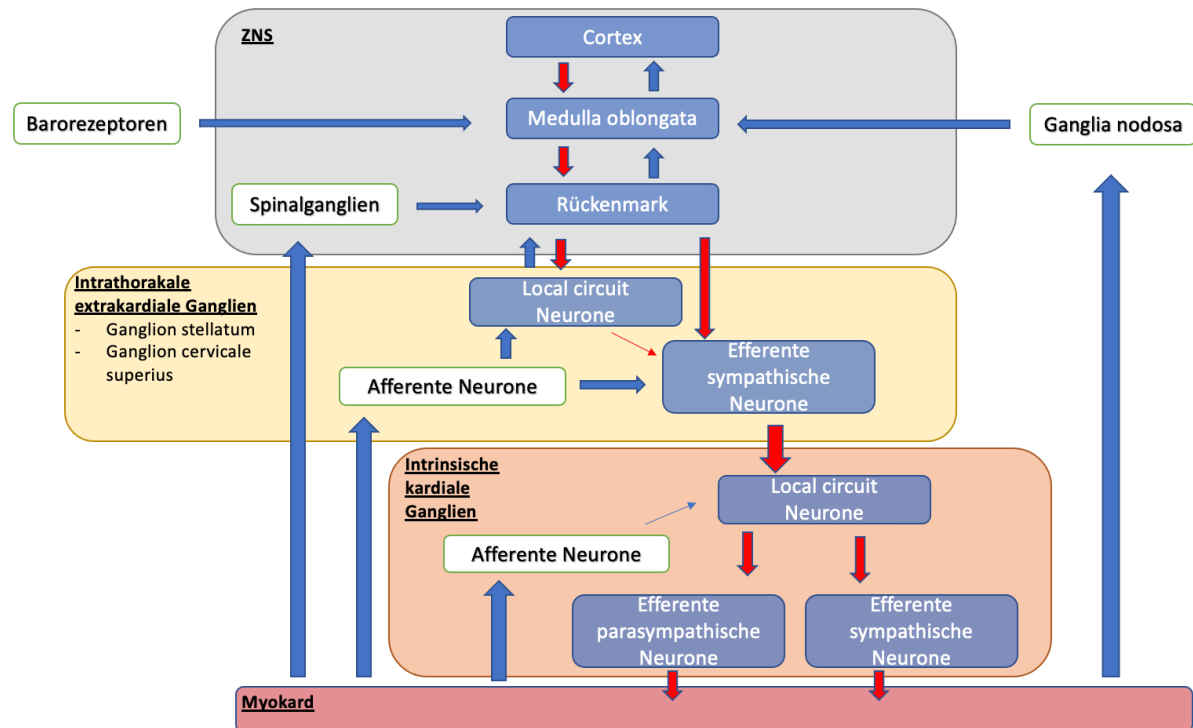 ZNS
Cortex
Barorezeptoren
Medulla oblongata
Ganglia nodosa
Spinalganglien
Rückenmark
Intrathorakale
extrakardiale Ganglien
- Ganglion stellatum
- Ganglion cervicale
superius
Local circuit
Neurone
Afferente Neurone
Efferente
sympathische
Neurone
Intrinsische
kardiale
Ganglien
Local circuit
Neurone
Afferente Neurone
Efferente
parasympathische
Neurone
Efferente
sympathische
Neurone
Myokard